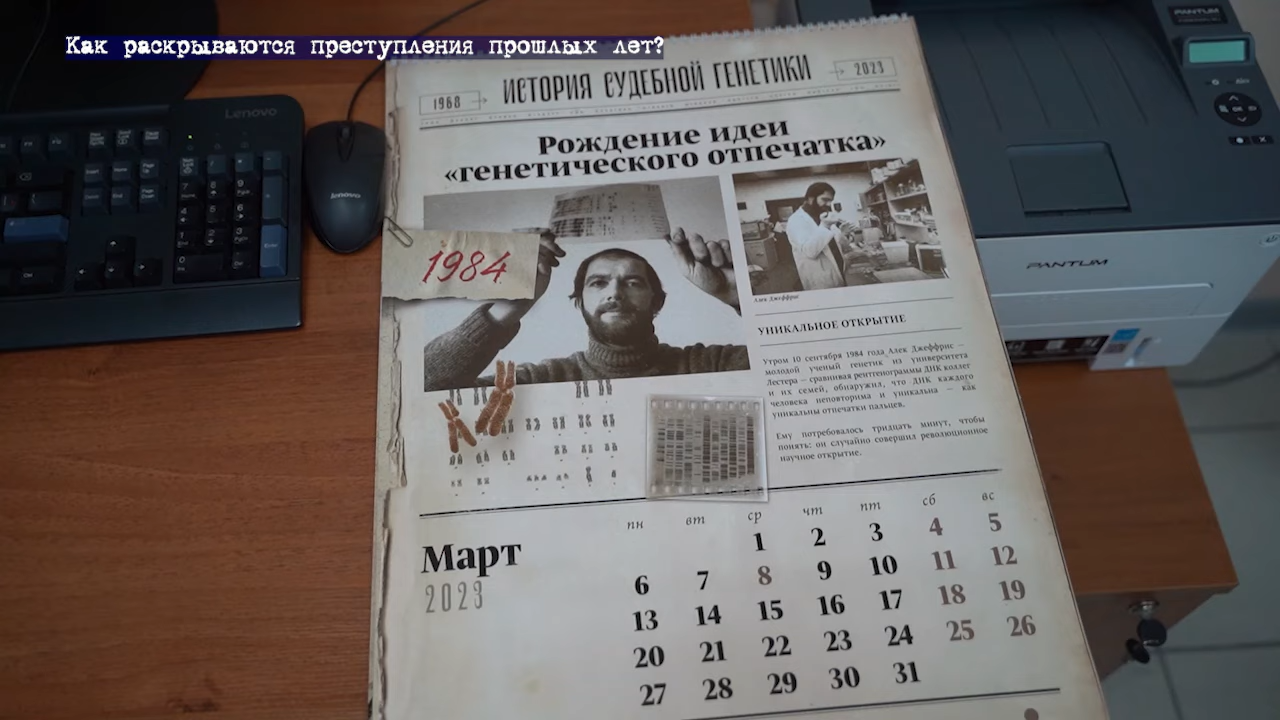 Как раскрываются преступления прошлых лет?
Lenovo
lenovo
PANTUM
PANTUM
1968
ИСТОРИЯ СУДЕБНОЙ ГЕНЕТИКИ
2023
Рождение идеи
«генетического отпечатка»
1984
Алек Джеффрис
УНИКАЛЬНОЕ ОТКРЫТИЕ
Утром 10 сентября 1984 года Алек Джеффрис –
молодой ученый генетик из университета
Лестера – сравнивая рентгенограммы ДНК коллег
и их семей, обнаружил, что ДНК каждого
человека неповторима и уникальна – как
уникальны отпечатки пальцев.
Ему потребовалось тридцать минут, чтобы
понять: он случайно совершил революционное
научное открытие.
Март
2023
пн вт ср чт пт сб вс
1 2 3 4 5
6 7 8 9 10 11 12
13 14 15 16 17 18 19
20 21 22 23 24 25 26
27 28 29 30 31